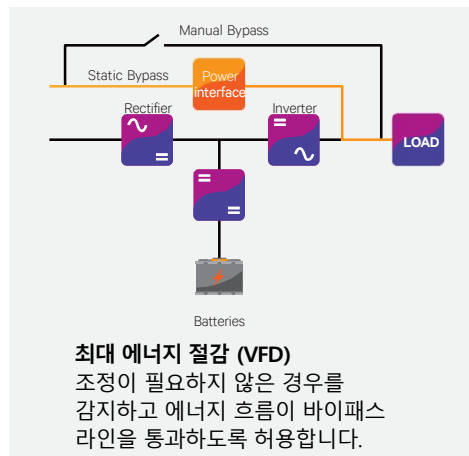 Manual Bypass
Static Bypass
Power
interface
Rectifier
Inverter
LOAD
Batteries
최대 에너지 절감 (VFD)
조정이 필요하지 않은 경우를
감지하고 에너지 흐름이 바이패스
라인을 통과하도록 허용합니다.